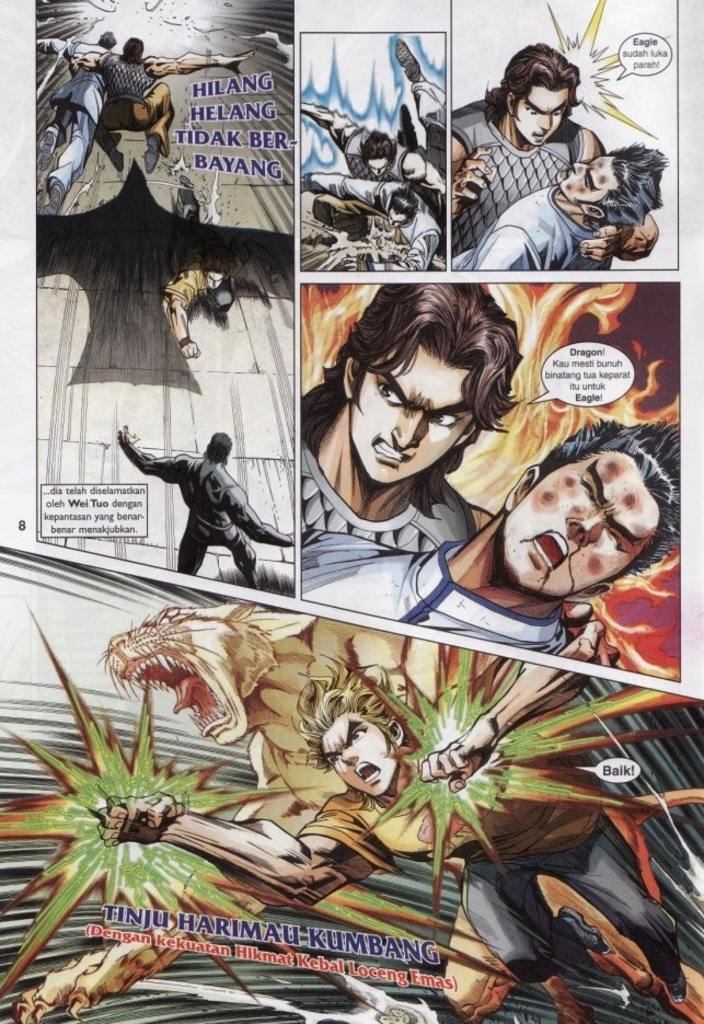 HILANG
HELANG
TIDAK BER-
BAYANG
Eagle
sudah luka
parah!
Dragon!
Kau mesti bunuh
binatang tua keparat
itu untuk
Eagle!
...dia telah diselamatkan
oleh Wei Tuo dengan
kepantasan yang benar-
benar menakjubkan.
8
Baik!
TINJU HARIMAU KUMBANG
(Dengan kekuatan Hikmat Kebal Loceng Emas)